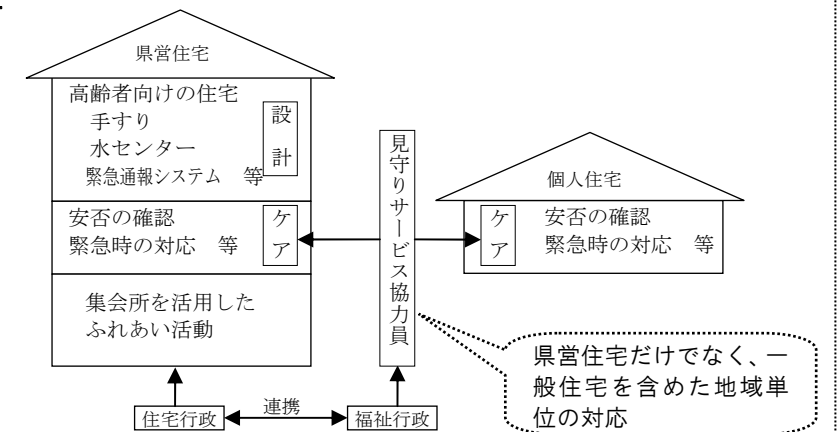 県営住宅
高齢者向けの住宅
手すり
水センター
緊急通報システム　等
設計
安否の確認
緊急時の対応　等
ケア
集会所を活用した
ふれあい活動
見守りサービス協力員
個人住宅
ケア
安否の確認
緊急時の対応　等
県営住宅だけでなく、一
般住宅を含めた地域単
位の対応
住宅行政
連携
福祉行政